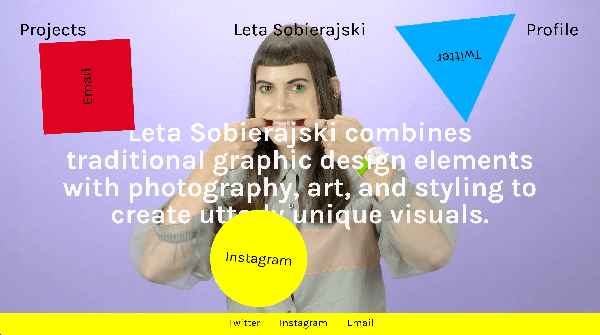 Projects
Leta Sobierajski
Profile
Email
Twitter
Leta Sobierajski combines
traditional graphic design elements
with photography, art, and styling to
create utterly unique visuals.
Instagram
Twitter Instagram Email